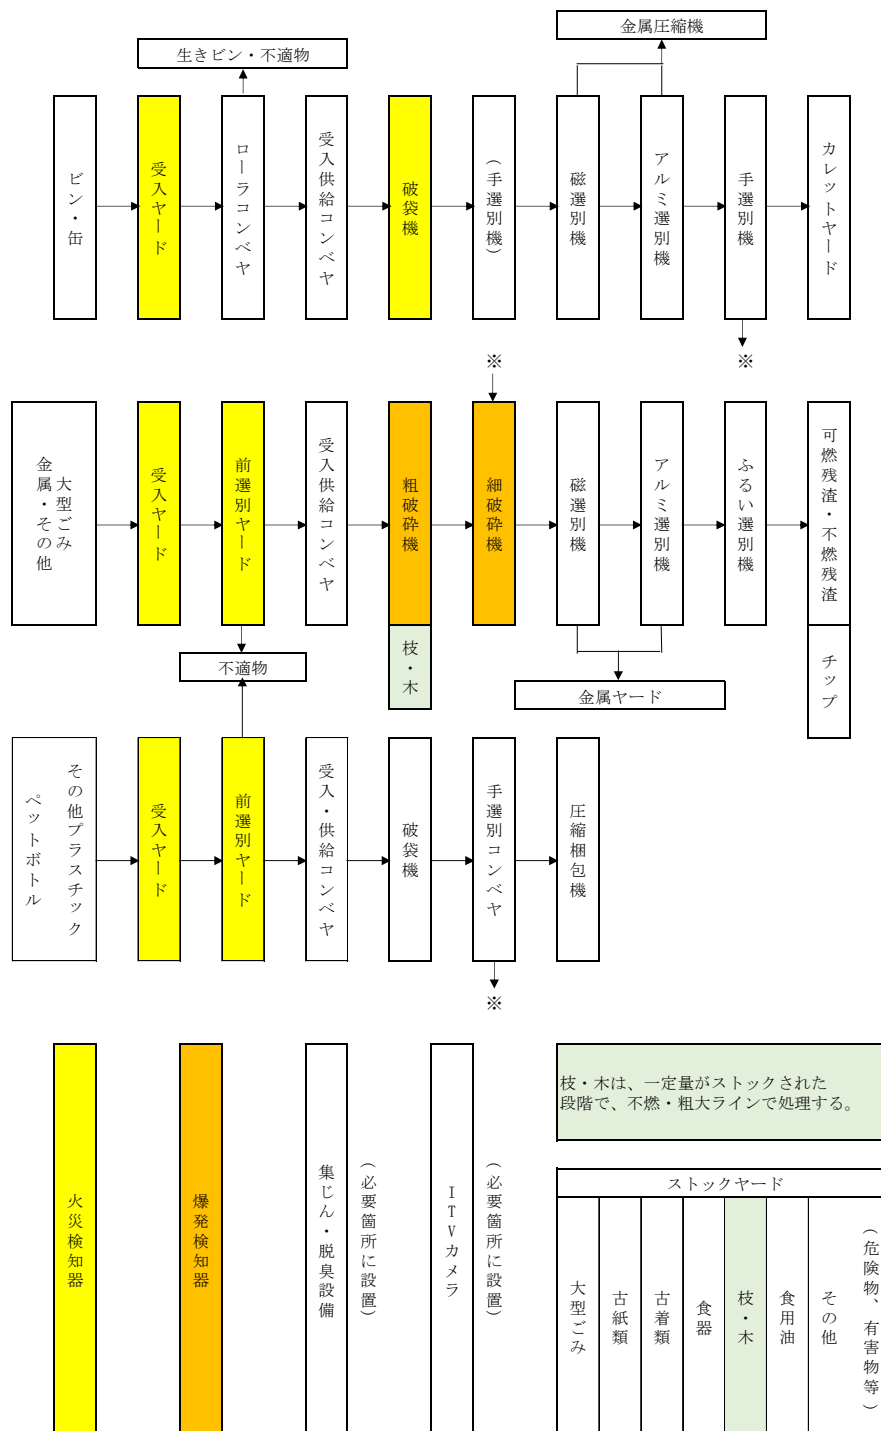 金属圧縮機
生きビン・不適物
ビン・缶
受入ヤード
ローラコンベヤ
受入供給コンベヤ
破袋機
(手選別機)
磁選別機
アルミ選別機
手選別機
カレットヤード
※
※
大型ごみ
金属・その他
受入ヤード
前選別ヤード
受入供給コンベヤ
粗破砕機
細破砕機
磁選別機
アルミ選別機
ふるい選別機
可燃残渣・不燃残渣
枝・木
チップ
不適物
金属ヤード
その他プラスチック
ペットボトル
受入ヤード
前選別ヤード
受入・供給コンベヤ
破袋機
手選別コンベヤ
圧縮梱包機
※
火災検知器
爆発検知器
集じん・脱臭設備
(必要箇所に設置)
ITVカメラ
(必要箇所に設置)
枝・木は、一定量がストックされた
段階で、不燃・粗大ラインで処理する。
ストックヤード
大型ごみ
古紙類
古着類
食器
枝・木
食用油
その他
(危険物、有害物等)